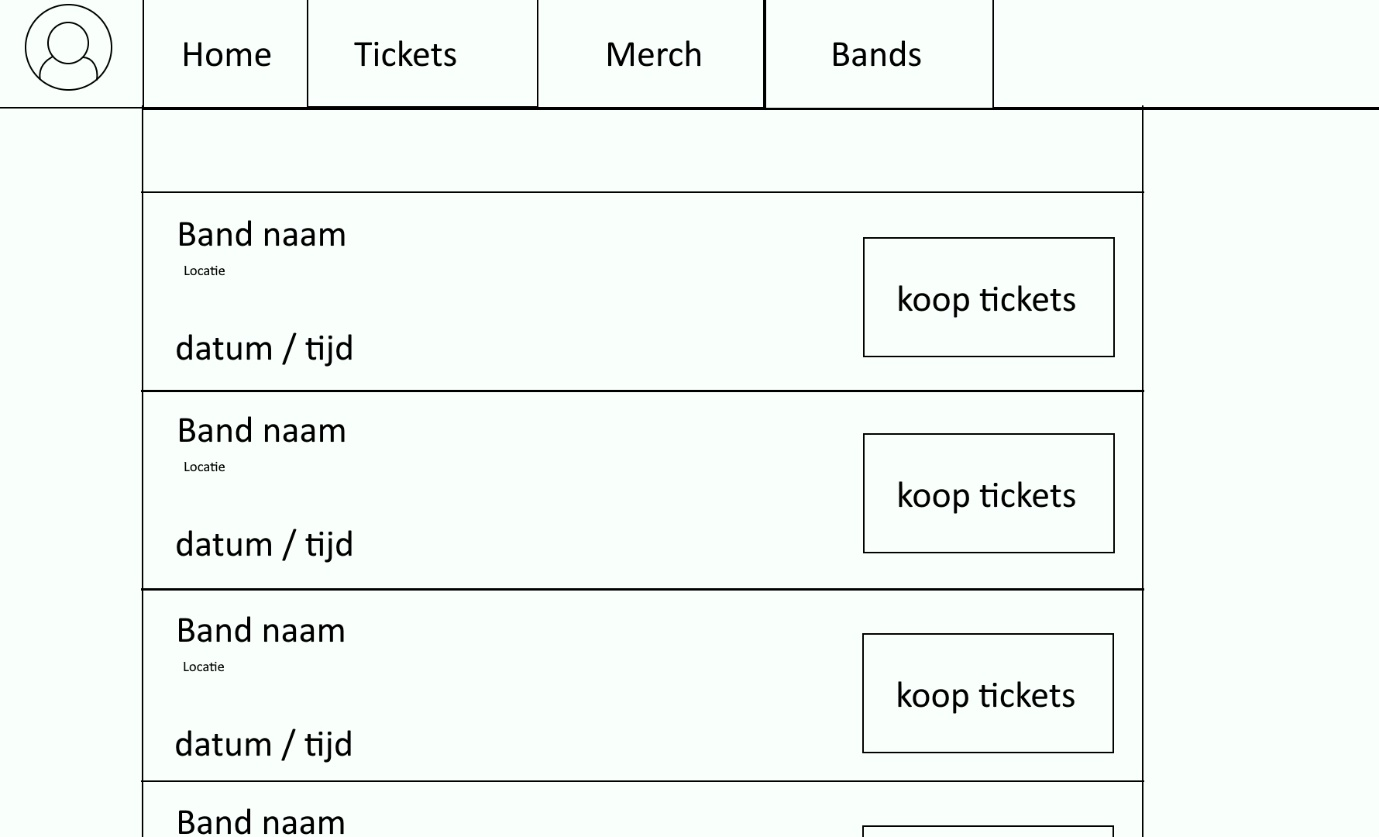 Home Tickets Merch Bands
Band naam
Locatie
koop tickets
datum / tijd
Band naam
Locatie
koop tickets
datum / tijd
Band naam
Locatie
koop tickets
datum / tijd
Band naam